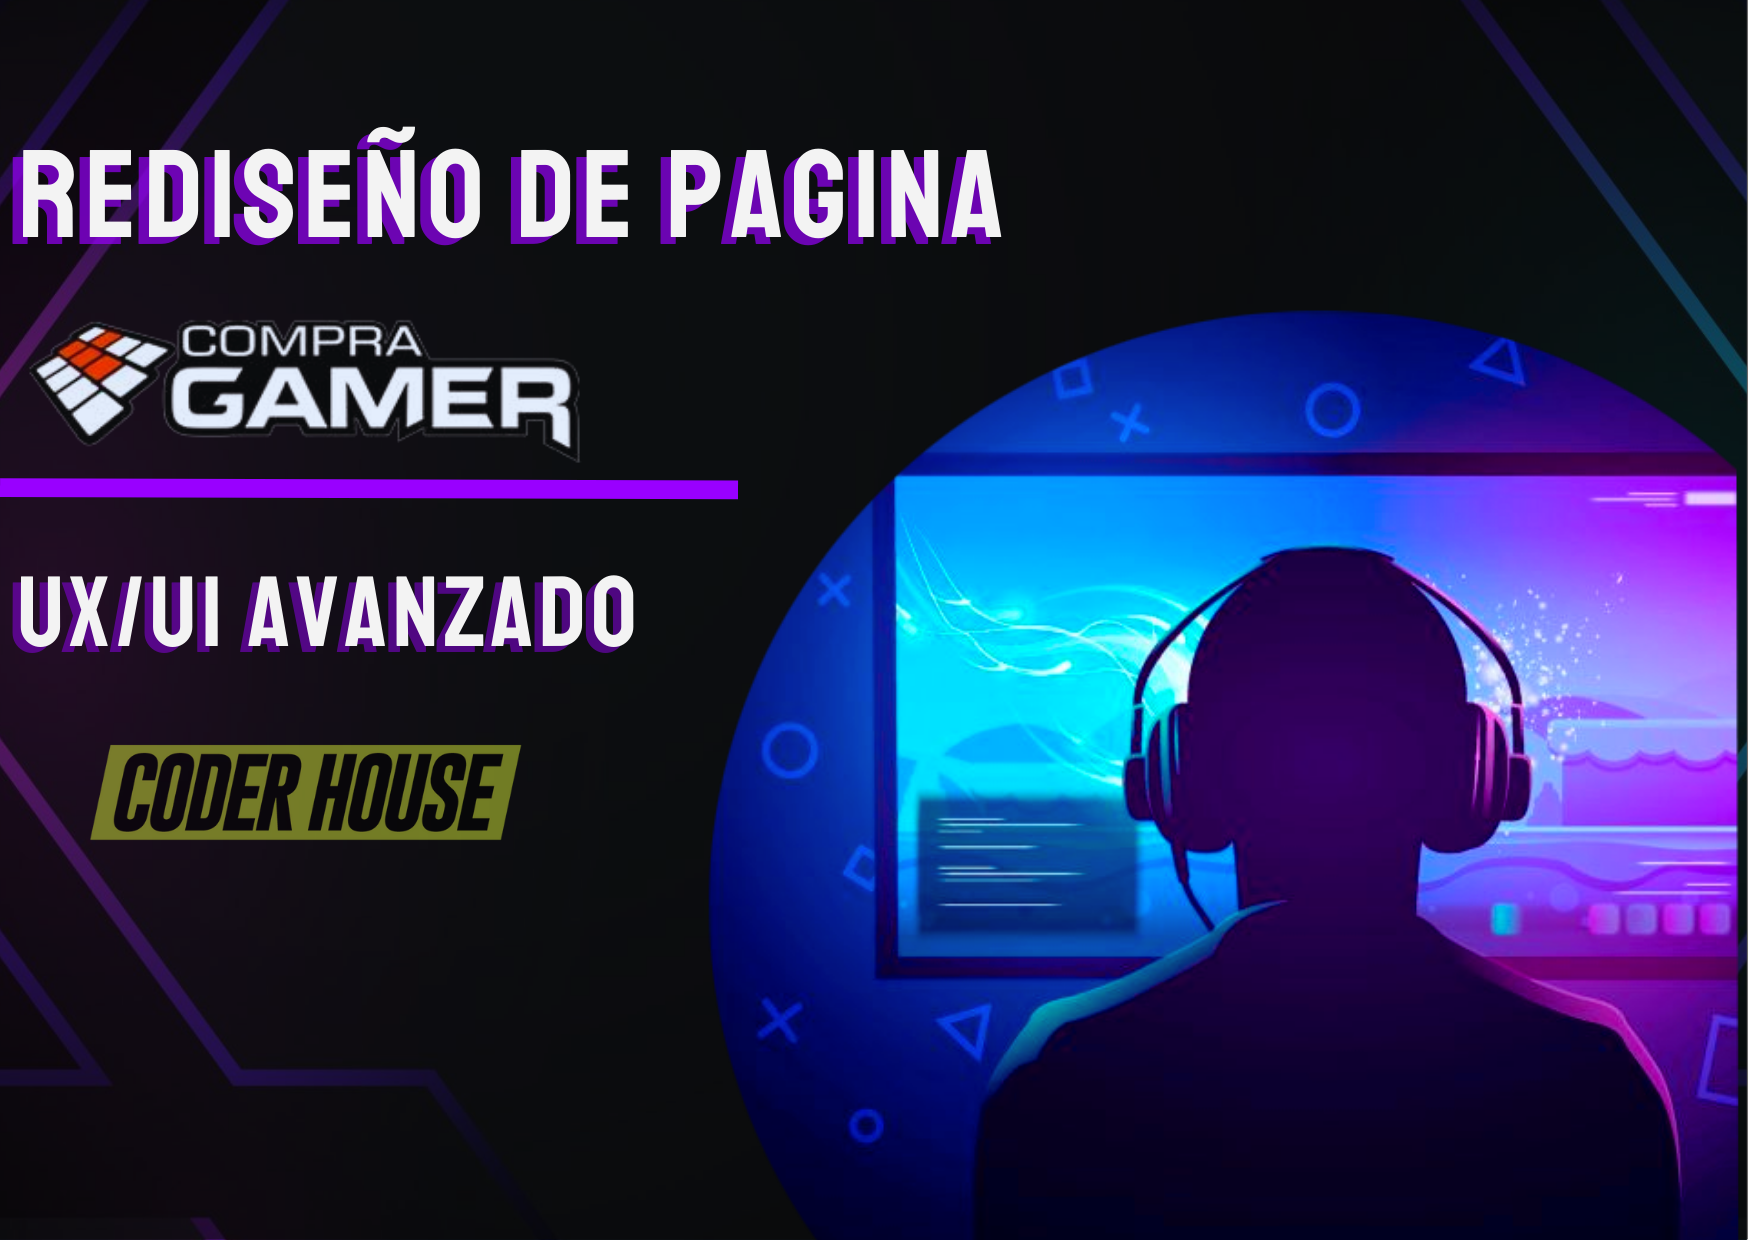 REDISEÑO DE PAGINA
COMPRA
GAMER
UX/UI AVANZADO
CODER HOUSE